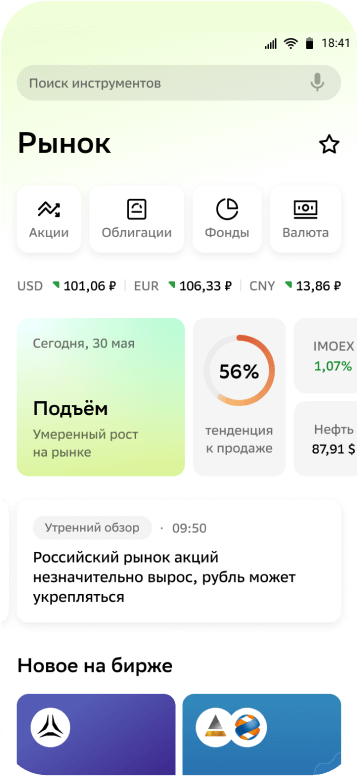 18:41
Поиск инструментов
Рынок
Акции
Облигации
Фонды
Валюта
USD 101,06 ₽ EUR 106,33 ₽ CNY 13,86 ₽
Сегодня, 30 мая
Подъём
Умеренный рост
на рынке
56%
тенденция
к продаже
IMOEX
1,07%
Нефть
87,91 $
Утренний обзор · 09:50
Российский рынок акций
незначительно вырос, рубль может
укрепляться
Новое на бирже